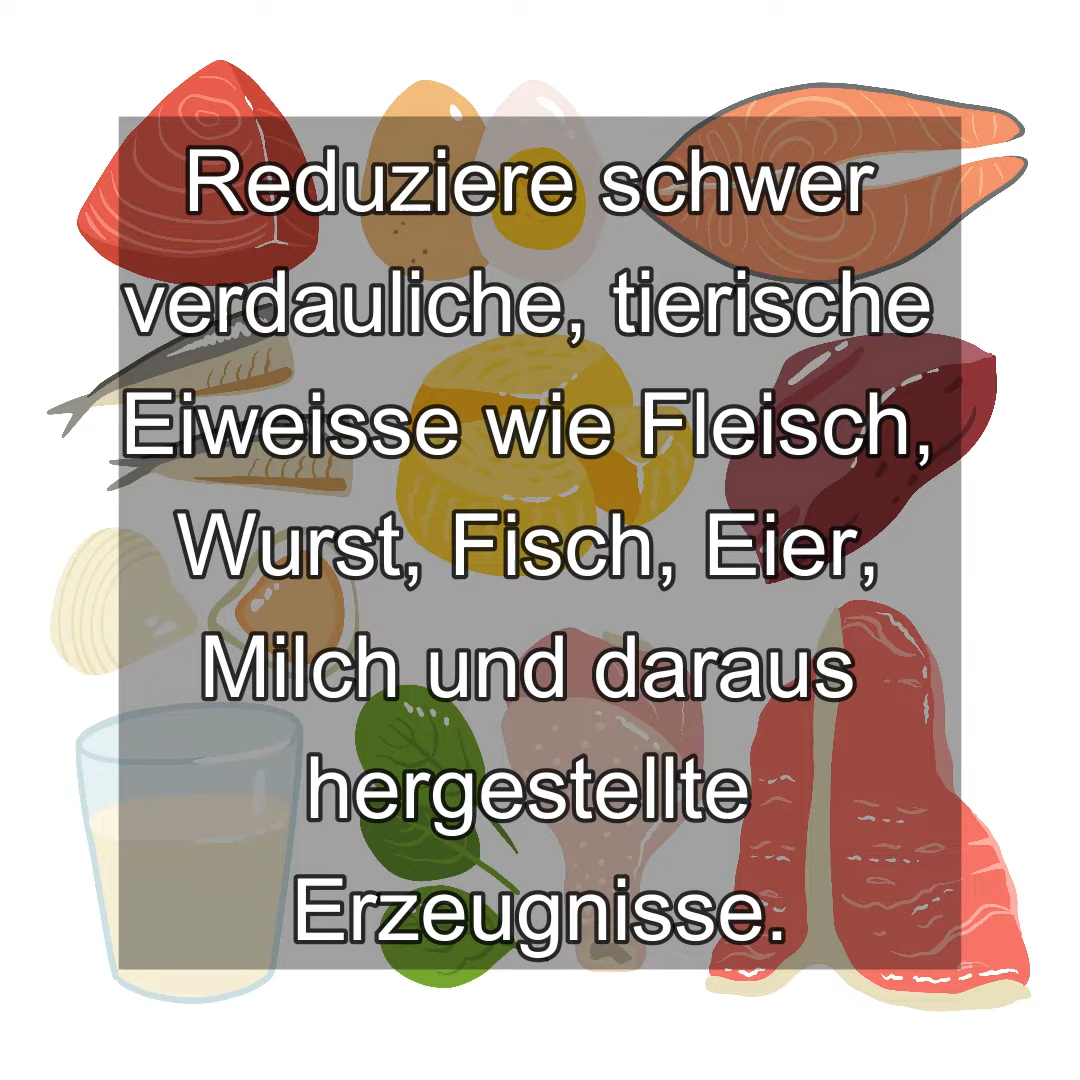 Reduziere schwer
verdauliche, tierische
Eiweisse wie Fleisch,
Wurst, Fisch, Eier,
Milch und daraus
hergestellte
Erzeugnisse.